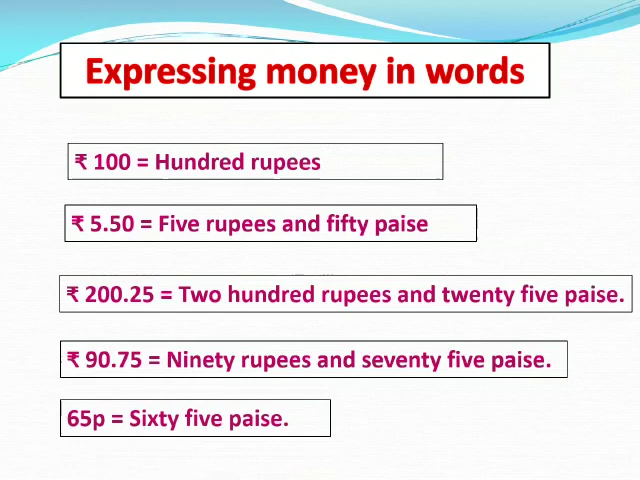 Expressing money in words
₹ 100 = Hundred rupees
₹ 5.50 = Five rupees and fifty paise
₹ 200.25 = Two hundred rupees and twenty five paise.
₹ 90.75 = Ninety rupees and seventy five paise.
65p = Sixty five paise.